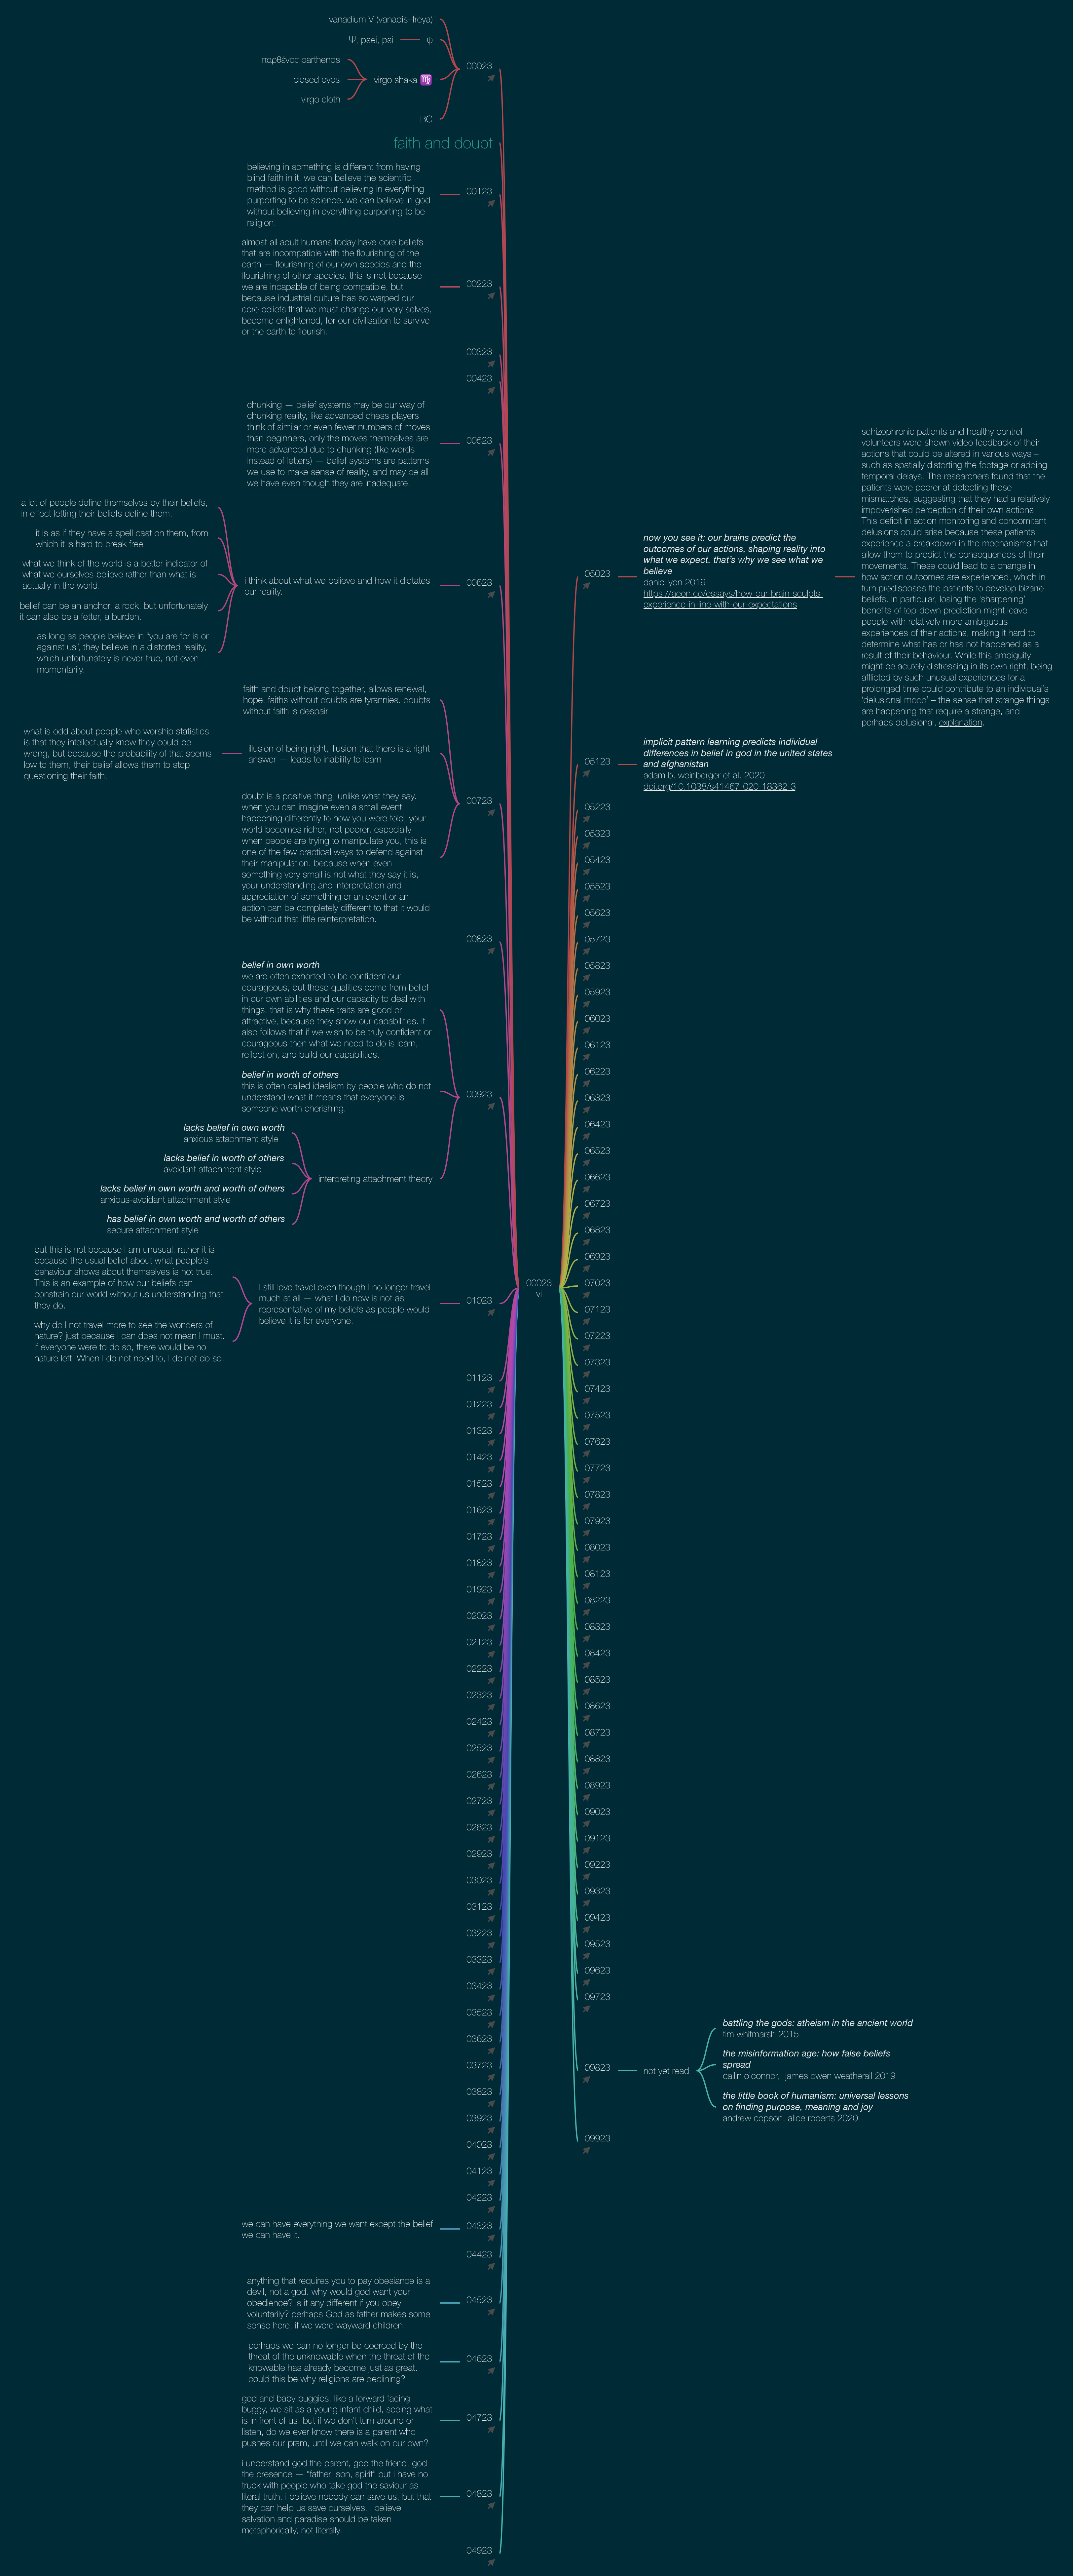 vanadium V (vanadis–freya)
Ψ, psei, psi
ψ
παρθένος parthenos
closed eyes
virgo cloth
virgo shaka ♍
BC
00023
faith and doubt
believing in something is different from having
blind faith in it. we can believe the scientific
method is good without believing in everything
purporting to be science. we can believe in god
without believing in everything purporting to be
religion.
00123
almost all adult humans today have core beliefs
that are incompatible with the flourishing of the
earth — flourishing of our own species and the
flourishing of other species. this is not because
we are incapable of being compatible, but
because industrial culture has so warped our
core beliefs that we must change our very selves,
become enlightened, for our civilisation to survive
or the earth to flourish.
00223
00323
00423
chunking — belief systems may be our way of
chunking reality, like advanced chess players
think of similar or even fewer numbers of moves
than beginners, only the moves themselves are
more advanced due to chunking (like words
instead of letters) — belief systems are patterns
we use to make sense of reality, and may be all
we have even though they are inadequate.
00523
a lot of people define themselves by their beliefs,
in effect letting their beliefs define them.
it is as if they have a spell cast on them, from
which it is hard to break free
what we think of the world is a better indicator of
what we ourselves believe rather than what is
actually in the world.
belief can be an anchor, a rock. but unfortunately
it can also be a fetter, a burden.
as long as people believe in "you are for is or
against us", they believe in a distorted reality,
which unfortunately is never true, not even
momentarily.
i think about what we believe and how it dictates
our reality.
00623
faith and doubt belong together, allows renewal,
hope. faiths without doubts are tyrannies. doubts
without faith is despair.
what is odd about people who worship statistics
is that they intellectually know they could be
wrong, but because the probability of that seems
low to them, their belief allows them to stop
questioning their faith.
illusion of being right, illusion that there is a right
answer — leads to inability to learn
doubt is a positive thing, unlike what they say.
when you can imagine even a small event
happening differently to how you were told, your
world becomes richer, not poorer. especially
when people are trying to manipulate you, this is
one of the few practical ways to defend against
their manipulation. because when even
something very small is not what they say it is,
your understanding and interpretation and
appreciation of something or an event or an
action can be completely different to that it would
be without that little reinterpretation.
00723
00823
belief in own worth
we are often exhorted to be confident our
courageous, but these qualities come from belief
in our own abilities and our capacity to deal with
things. that is why these traits are good or
attractive, because they show our capabilities. it
also follows that if we wish to be truly confident or
courageous then what we need to do is learn,
reflect on, and build our capabilities.
belief in worth of others
this is often called idealism by people who do not
understand what it means that everyone is
someone worth cherishing.
00923
lacks belief in own worth
anxious attachment style
lacks belief in worth of others
avoidant attachment style
lacks belief in own worth and worth of others
anxious-avoidant attachment style
has belief in own worth and worth of others
secure attachment style
interpreting attachment theory
but this is not because I am unusual, rather it is
because the usual belief about what people's
behaviour shows about themselves is not true.
This is an example of how our beliefs can
constrain our world without us understanding that
they do.
why do I not travel more to see the wonders of
nature? just because I can does not mean I must.
If everyone were to do so, there would be no
nature left. When I do not need to, I do not do so.
I still love travel even though I no longer travel
much at all — what I do now is not as
representative of my beliefs as people would
believe it is for everyone.
01023
01123
01223
01323
01423
01523
01623
01723
01823
01923
02023
02123
02223
02323
02423
02523
02623
02723
02823
02923
03023
03123
03223
03323
03423
03523
03623
03723
03823
03923
04023
04123
04223
we can have everything we want except the belief
we can have it.
04323
04423
anything that requires you to pay obesiance is a
devil, not a god. why would god want your
obedience? is it any different if you obey
voluntarily? perhaps God as father makes some
sense here, if we were wayward children.
04523
perhaps we can no longer be coerced by the
threat of the unknowable when the threat of the
knowable has already become just as great.
could this be why religions are declining?
04623
god and baby buggies. like a forward facing
buggy, we sit as a young infant child, seeing what
is in front of us. but if we don't turn around or
listen, do we ever know there is a parent who
pushes our pram, until we can walk on our own?
04723
i understand god the parent, god the friend, god
the presence — "father, son, spirit" but i have no
truck with people who take god the saviour as
literal truth. i believe nobody can save us, but that
they can help us save ourselves. i believe
salvation and paradise should be taken
metaphorically, not literally.
04823
04923
00023
vi
05023
now you see it: our brains predict the
outcomes of our actions, shaping reality into
what we expect. that's why we see what we
believe
daniel yon 2019
https://aeon.co/essays/how-our-brain-sculpts-
experience-in-line-with-our-expectations
schizophrenic patients and healthy control
volunteers were shown video feedback of their
actions that could be altered in various ways –
such as spatially distorting the footage or adding
temporal delays. The researchers found that the
patients were poorer at detecting these
mismatches, suggesting that they had a relatively
impoverished perception of their own actions.
This deficit in action monitoring and concomitant
delusions could arise because these patients
experience a breakdown in the mechanisms that
allow them to predict the consequences of their
movements. These could lead to a change in
how action outcomes are experienced, which in
turn predisposes the patients to develop bizarre
beliefs. In particular, losing the 'sharpening'
benefits of top-down prediction might leave
people with relatively more ambiguous
experiences of their actions, making it hard to
determine what has or has not happened as a
result of their behaviour. While this ambiguity
might be acutely distressing in its own right, being
afflicted by such unusual experiences for a
prolonged time could contribute to an individual's
'delusional mood' – the sense that strange things
are happening that require a strange, and
perhaps delusional, explanation.
05123
implicit pattern learning predicts individual
differences in belief in god in the united states
and afghanistan
adam b. weinberger et al. 2020
doi.org/10.1038/s41467-020-18362-3
05223
05323
05423
05523
05623
05723
05823
05923
06023
06123
06223
06323
06423
06523
06623
06723
06823
06923
07023
07123
07223
07323
07423
07523
07623
07723
07823
07923
08023
08123
08223
08323
08423
08523
08623
08723
08823
08923
09023
09123
09223
09323
09423
09523
09623
09723
09823
not yet read
battling the gods: atheism in the ancient world
tim whitmarsh 2015
the misinformation age: how false beliefs
spread
cailin o'connor, james owen weatherall 2019
the little book of humanism: universal lessons
on finding purpose, meaning and joy
andrew copson, alice roberts 2020
09923